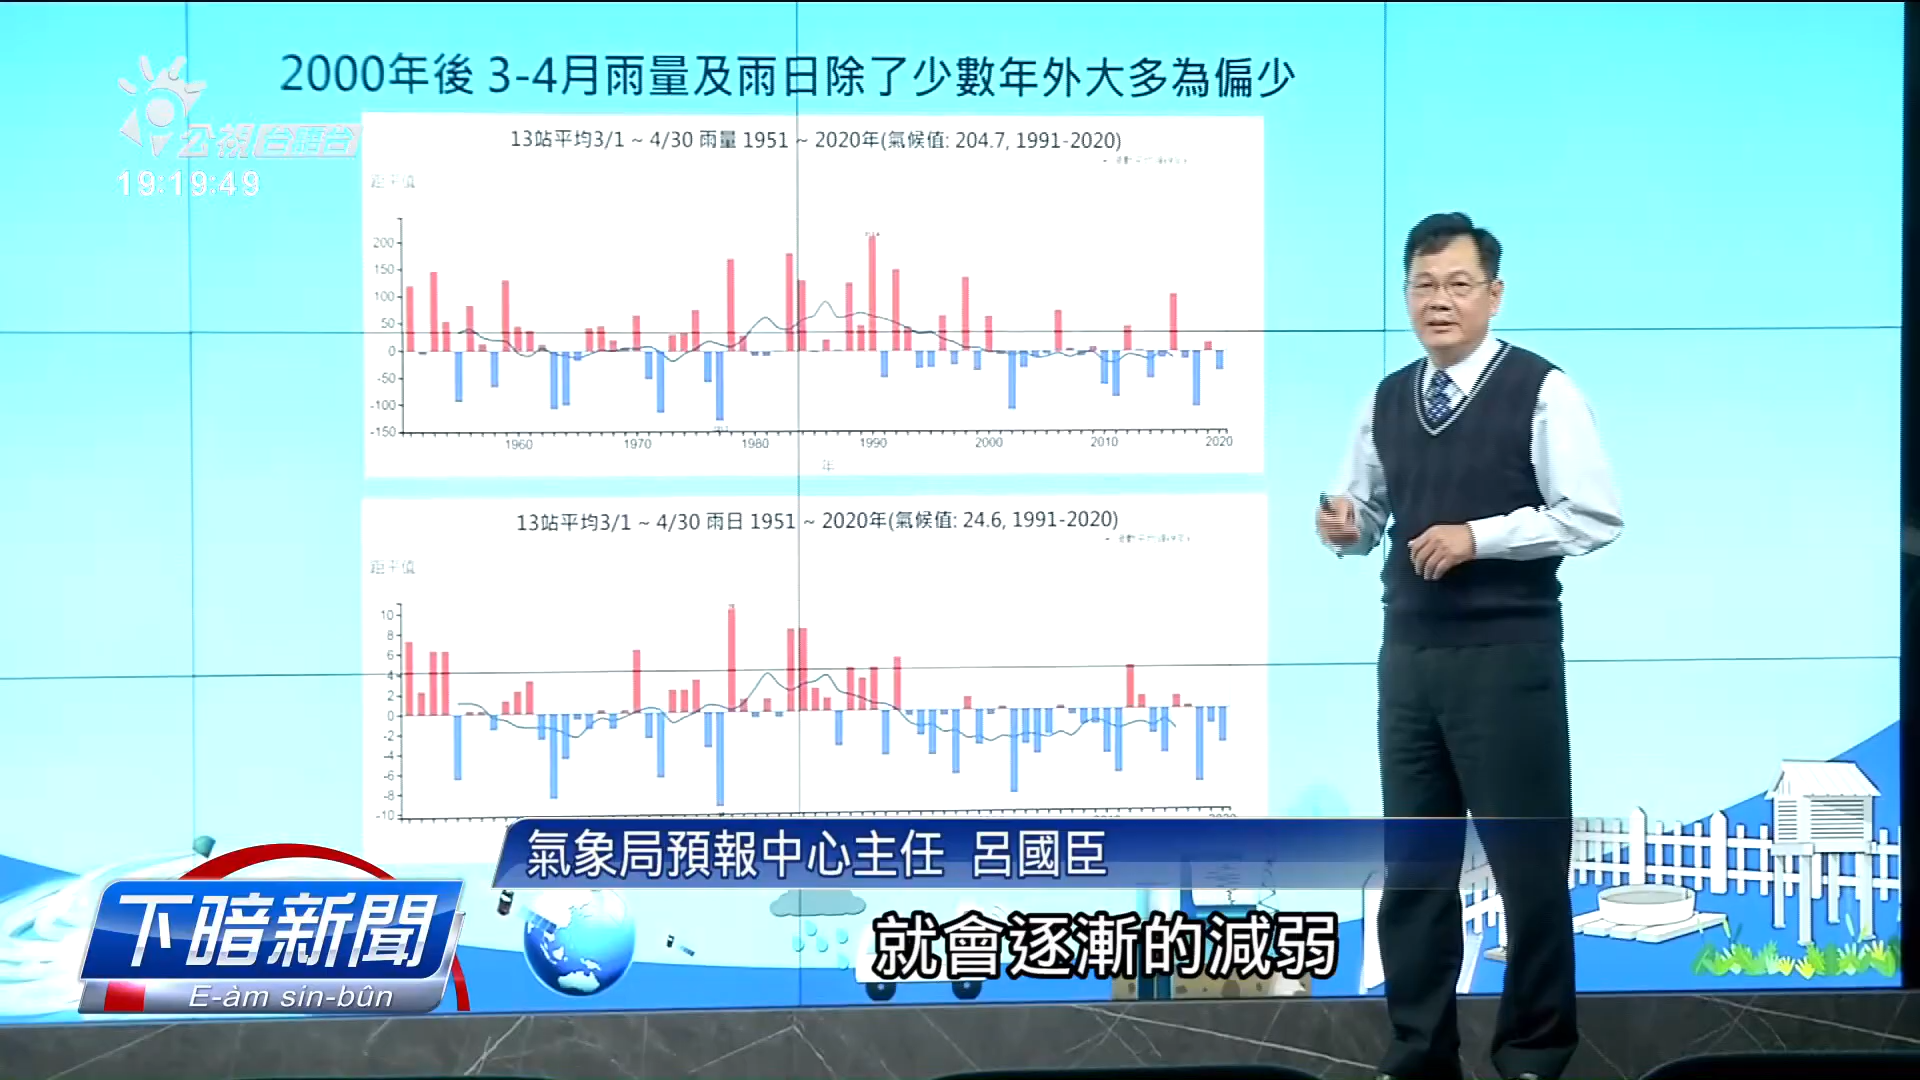 2000年後 3-4月雨量及雨日除了少數年外大多為偏少
公視台語台
19:19:49
13站平均3/1 ~ 4/30 雨量 1951 ~ 2020年(氣候值: 204.7, 1991-2020)
距平值
200
150
100
50
0
-50
-100
-150
1960 1970 1980 1990 2000 2010 2020
年
13站平均3/1 ~ 4/30 雨日 1951 ~ 2020年(氣候值: 24.6, 1991-2020)
距平值
10
8
6
4
2
0
-2
-4
-6
-8
-10
氣象局預報中心主任 呂國臣
下暗新聞
E-àm sin-bûn
就會逐漸的減弱